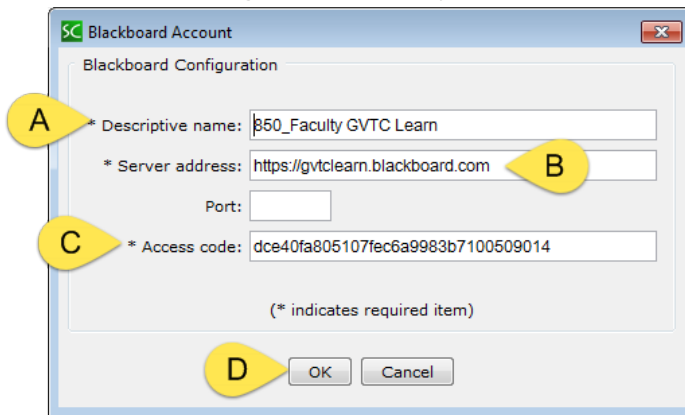 SC Blackboard Account
Blackboard Configuration
A * Descriptive name: 850_Faculty GVTC Learn
* Server address: https://gvtclearn.blackboard.com B
Port:
C * Access code: dce40fa805107fec6a9983b7100509014
(* indicates required item)
D OK Cancel